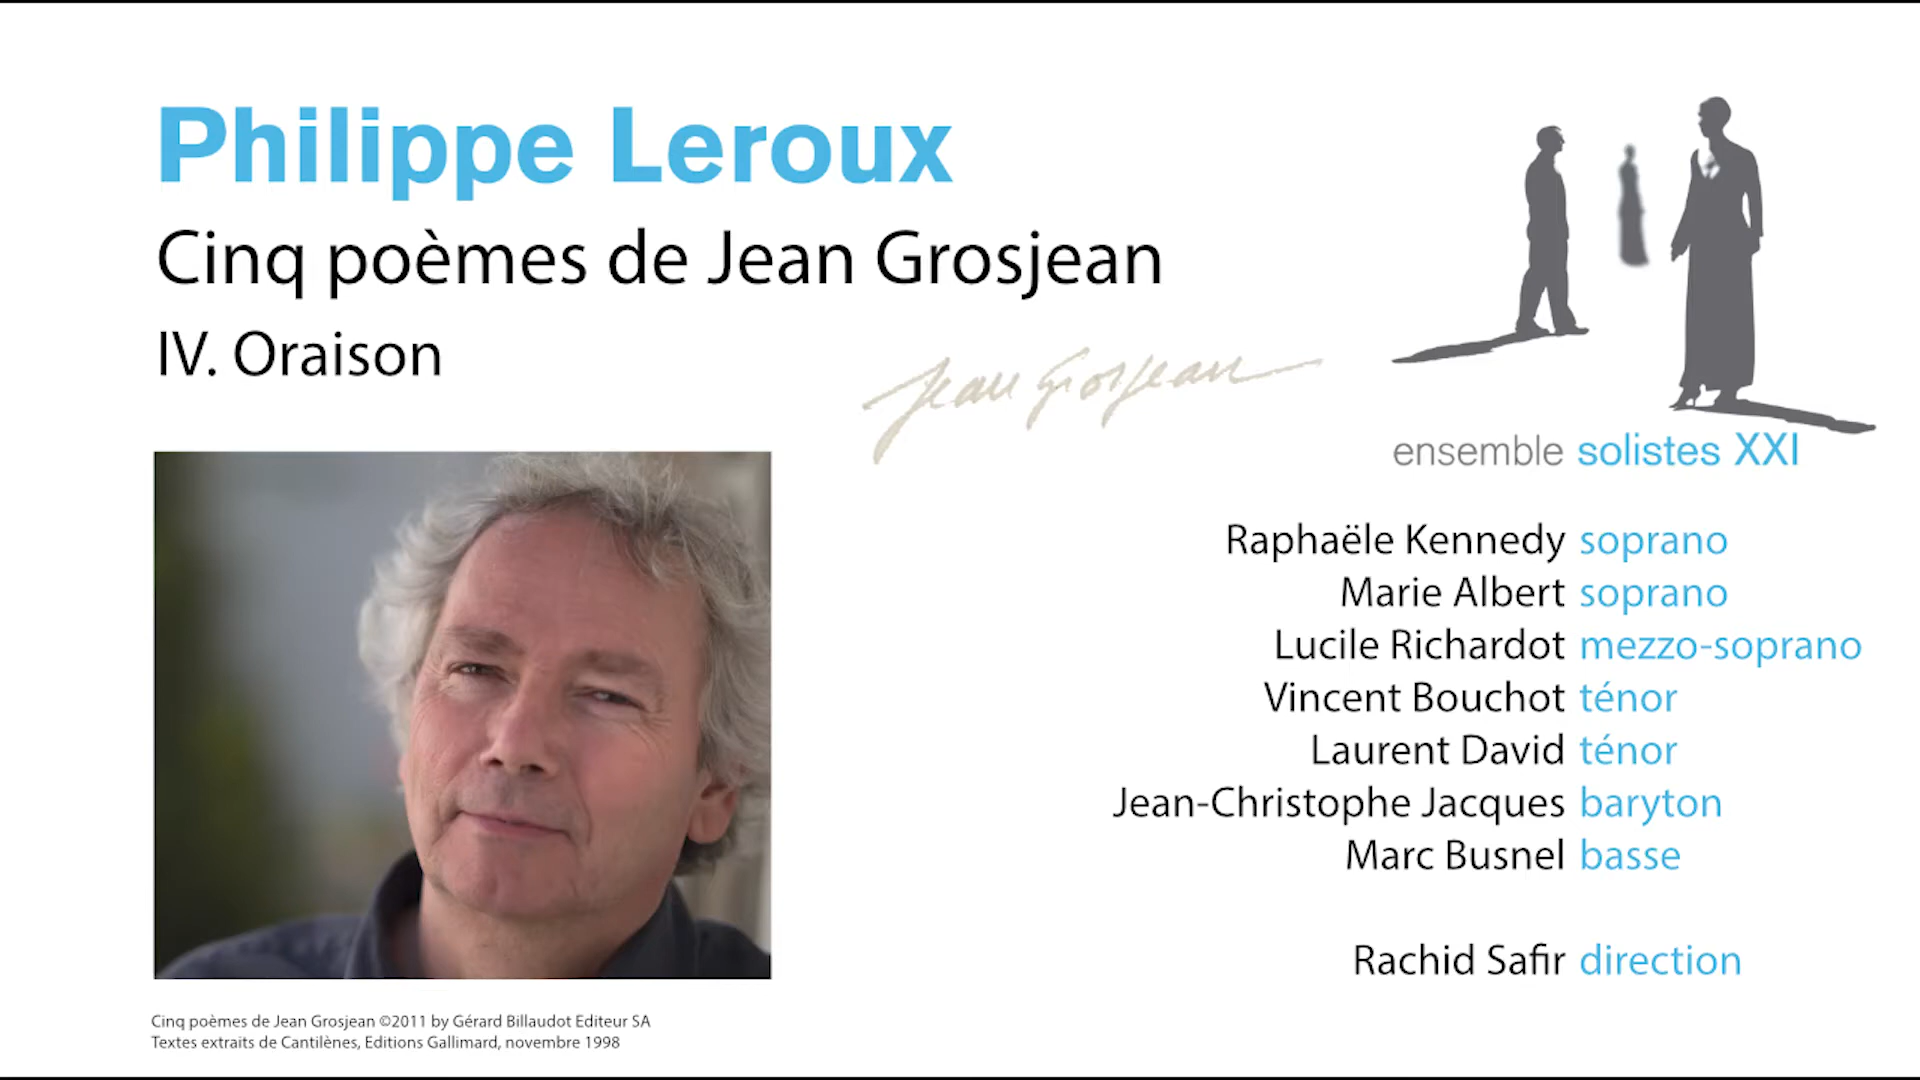 Philippe Leroux
Cinq poèmes de Jean Grosjean
IV. Oraison
Jean Grosjean
ensemble solistes XXI
Raphaële Kennedy soprano
Marie Albert soprano
Lucile Richardot mezzo-soprano
Vincent Bouchot ténor
Laurent David ténor
Jean-Christophe Jacques baryton
Marc Busnel basse
Rachid Safir direction
Cinq poèmes de Jean Grosjean ©2011 by Gérard Billaudot Editeur SA
Textes extraits de Cantilènes, Editions Gallimard, novembre 1998